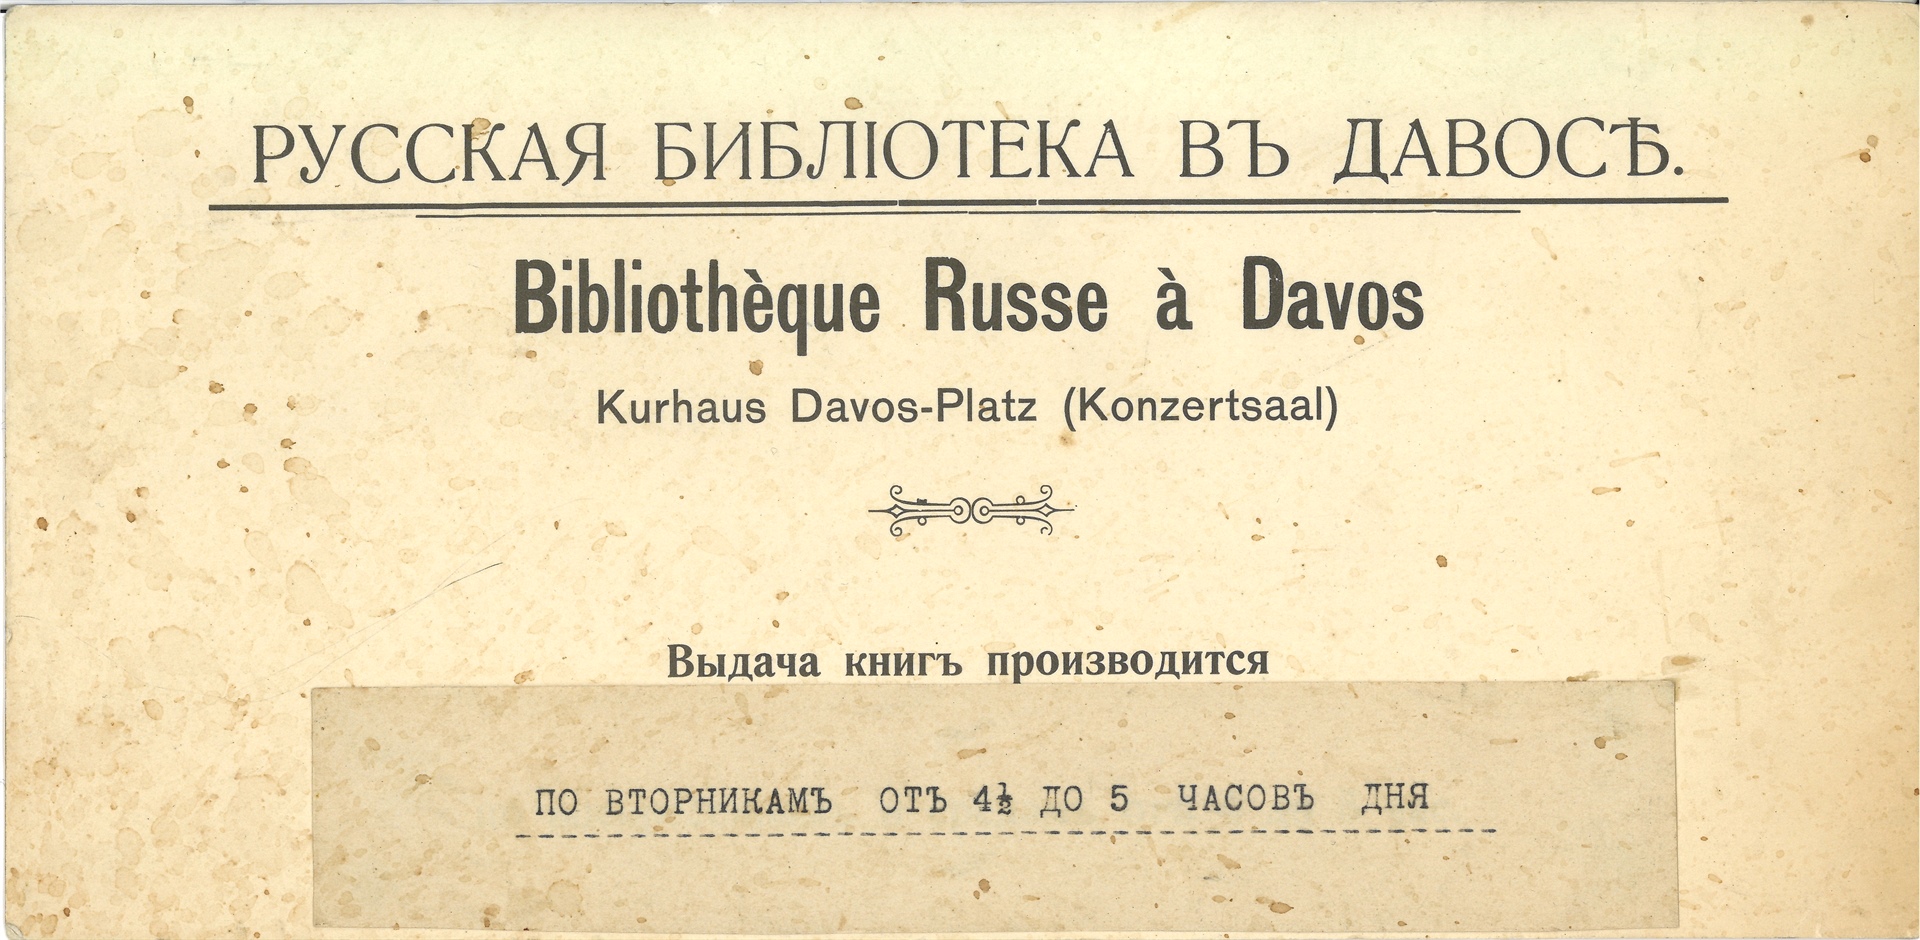 РУССКАЯ БИБЛІОТЕКА ВЪ ДАВОСѢ.
Bibliothèque Russe à Davos
Kurhaus Davos-Platz (Konzertsaal)
Выдача книгъ производится
ПО ВТОРНИКАМЪ ОТЪ 4½ ДО 5 ЧАСОВЪ ДНЯ